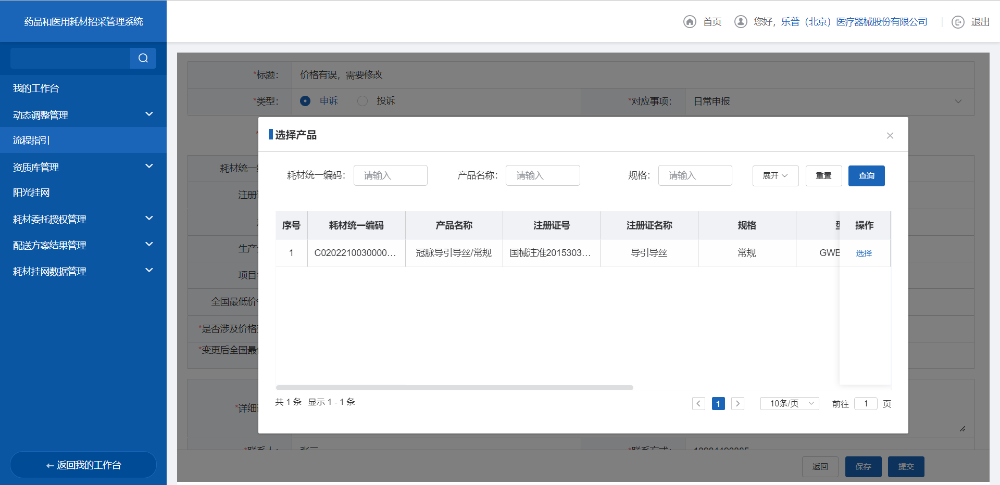 药品和医用耗材招采管理系统
首页
您好，乐普（北京）医疗器械股份有限公司
退出
我的工作台
动态调整管理
流程指引
资质库管理
阳光挂网
耗材委托授权管理
配送方案结果管理
耗材挂网数据管理
←返回我的工作台
*标题：
价格有误，需要修改
*类型：
申诉
投诉
*对应事项：
日常申报
选择产品
耗材统一编码：
请输入
产品名称：
请输入
规格：
请输入
展开
重置
查询
序号
耗材统一编码
产品名称
注册证号
注册证名称
规格
操作
1
C0202210030000...
冠脉导引导丝/常规
国械注准2015303...
导引导丝
常规
GWB
选择
共 1 条 显示 1 - 1 条
1
10条/页
前往
1
页
耗材统一
注册
生产
项目
全国最低价
*是否涉及价格
*变更后全国最
*详细
*联系人：
*联系方式：
返回
保存
提交